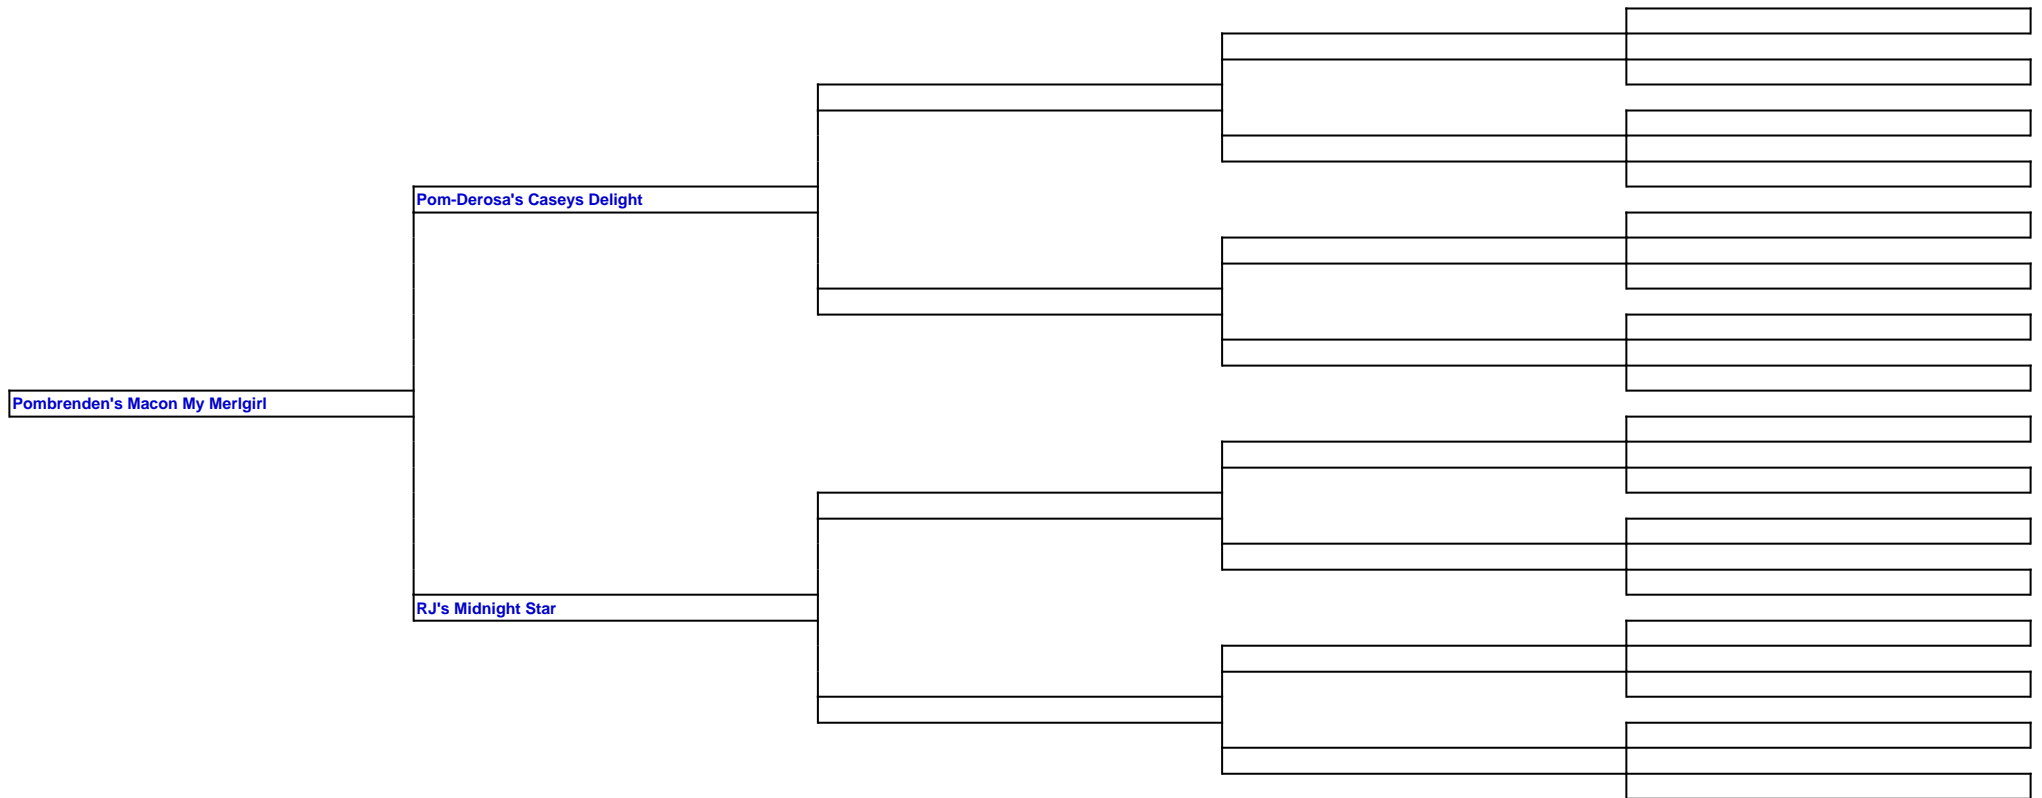 Pom-Derosa's Caseys Delight
Pombrenden's Macon My Merlgirl
RJ's Midnight Star